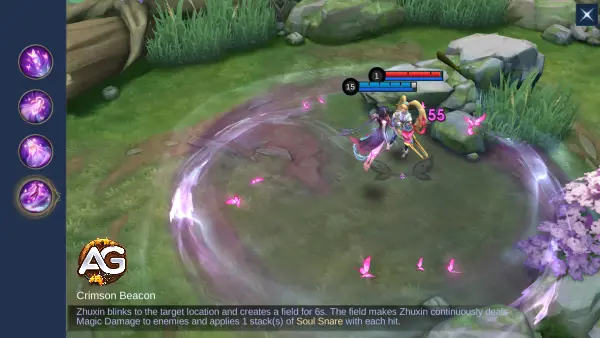 1
15
55
AG
Crimson Beacon
Zhuxin blinks to the target location and creates a field for 6s. The field makes Zhuxin continuously deals
Magic Damage to enemies and applies 1 stack(s) of Soul Snare with each hit.